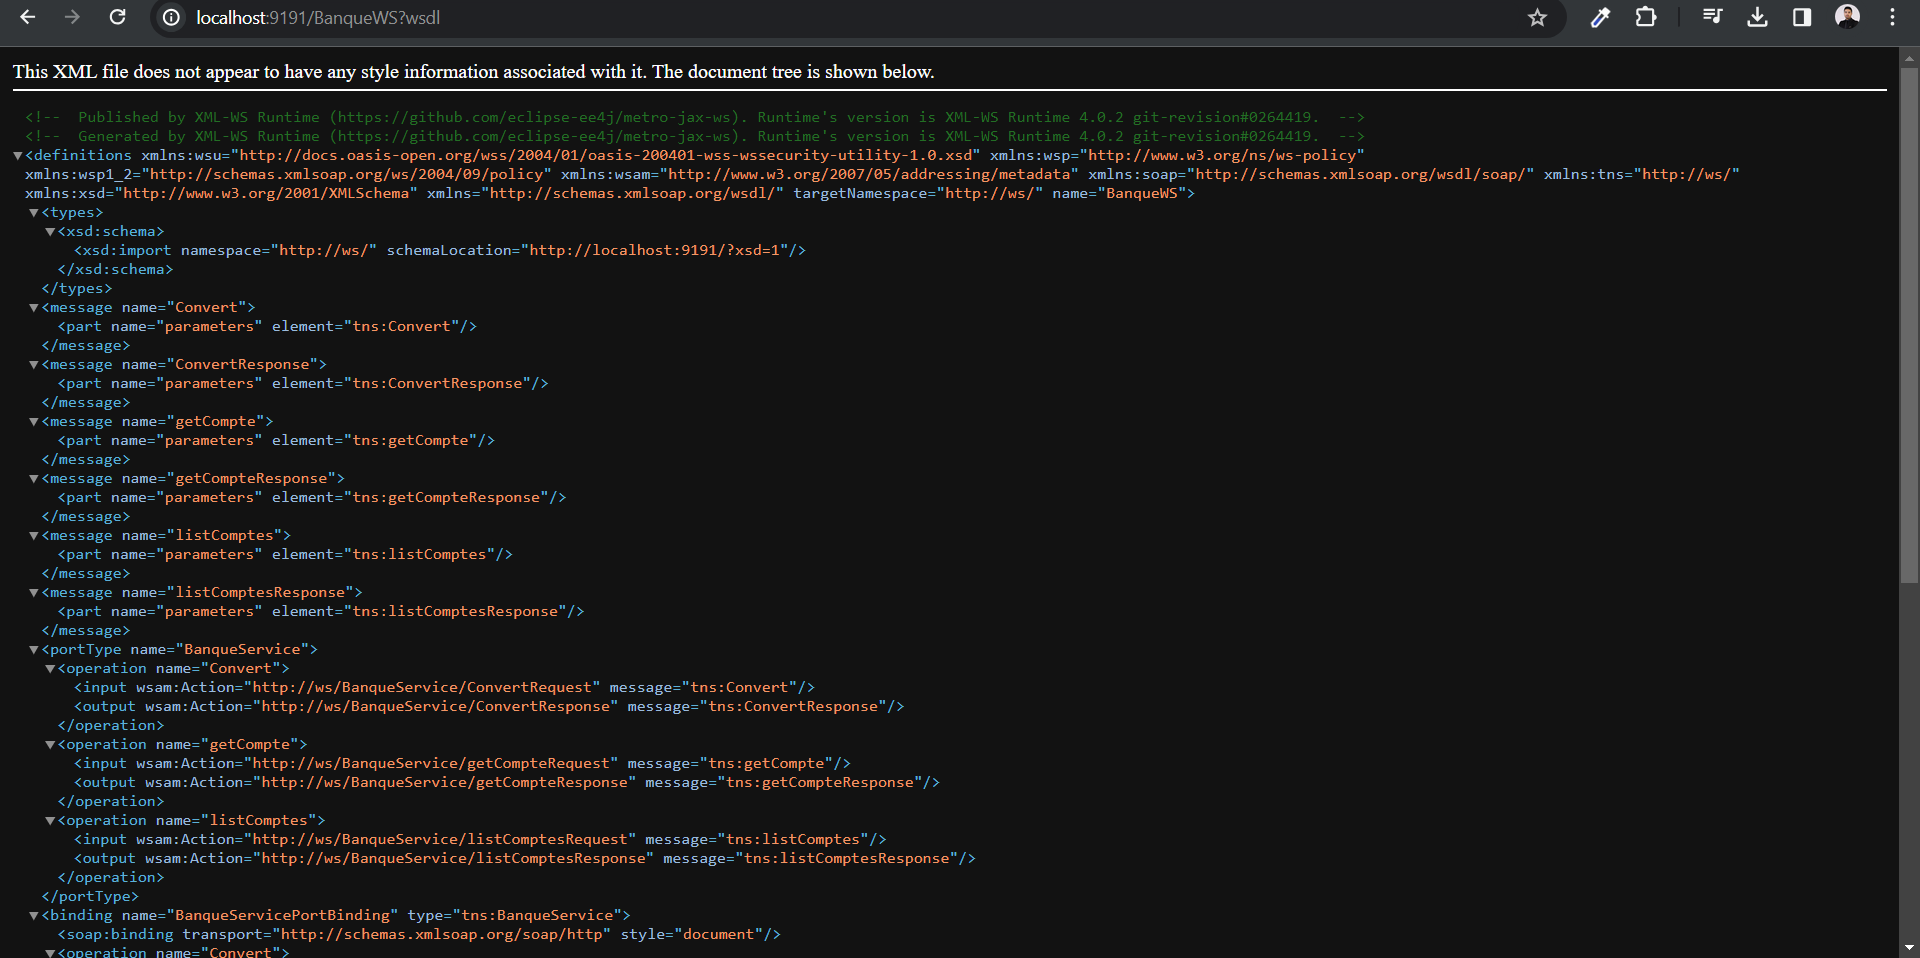 localhost:9191/BanqueWS?wsdl
This XML file does not appear to have any style information associated with it. The document tree is shown below.
<!-- Published by XML-WS Runtime (https://github.com/eclipse-ee4j/metro-jax-ws). Runtime's version is XML-WS Runtime 4.0.2 git-revision#0264419. -->
<!-- Generated by XML-WS Runtime (https://github.com/eclipse-ee4j/metro-jax-ws). Runtime's version is XML-WS Runtime 4.0.2 git-revision#0264419. -->
<definitions xmlns:wsu="http://docs.oasis-open.org/wss/2004/01/oasis-200401-wss-wssecurity-utility-1.0.xsd" xmlns:wsp="http://www.w3.org/ns/ws-policy"
xmlns:wsp1_2="http://schemas.xmlsoap.org/ws/2004/09/policy" xmlns:wsam="http://www.w3.org/2007/05/addressing/metadata" xmlns:soap="http://schemas.xmlsoap.org/wsdl/soap/" xmlns:tns="http://ws/"
xmlns:xsd="http://www.w3.org/2001/XMLSchema" xmlns="http://schemas.xmlsoap.org/wsdl/" targetNamespace="http://ws/" name="BanqueWS">
<types>
<xsd:schema>
<xsd:import namespace="http://ws/" schemaLocation="http://localhost:9191/?xsd=1"/>
</xsd:schema>
</types>
<message name="Convert">
<part name="parameters" element="tns:Convert"/>
</message>
<message name="ConvertResponse">
<part name="parameters" element="tns:ConvertResponse"/>
</message>
<message name="getCompte">
<part name="parameters" element="tns:getCompte"/>
</message>
<message name="getCompteResponse">
<part name="parameters" element="tns:getCompteResponse"/>
</message>
<message name="listComptes">
<part name="parameters" element="tns:listComptes"/>
</message>
<message name="listComptesResponse">
<part name="parameters" element="tns:listComptesResponse"/>
</message>
<portType name="BanqueService">
<operation name="Convert">
<input wsam:Action="http://ws/BanqueService/ConvertRequest" message="tns:Convert"/>
<output wsam:Action="http://ws/BanqueService/ConvertResponse" message="tns:ConvertResponse"/>
</operation>
<operation name="getCompte">
<input wsam:Action="http://ws/BanqueService/getCompteRequest" message="tns:getCompte"/>
<output wsam:Action="http://ws/BanqueService/getCompteResponse" message="tns:getCompteResponse"/>
</operation>
<operation name="listComptes">
<input wsam:Action="http://ws/BanqueService/listComptesRequest" message="tns:listComptes"/>
<output wsam:Action="http://ws/BanqueService/listComptesResponse" message="tns:listComptesResponse"/>
</operation>
</portType>
<binding name="BanqueServicePortBinding" type="tns:BanqueService">
<soap:binding transport="http://schemas.xmlsoap.org/soap/http" style="document"/>
<operation name="Convert">